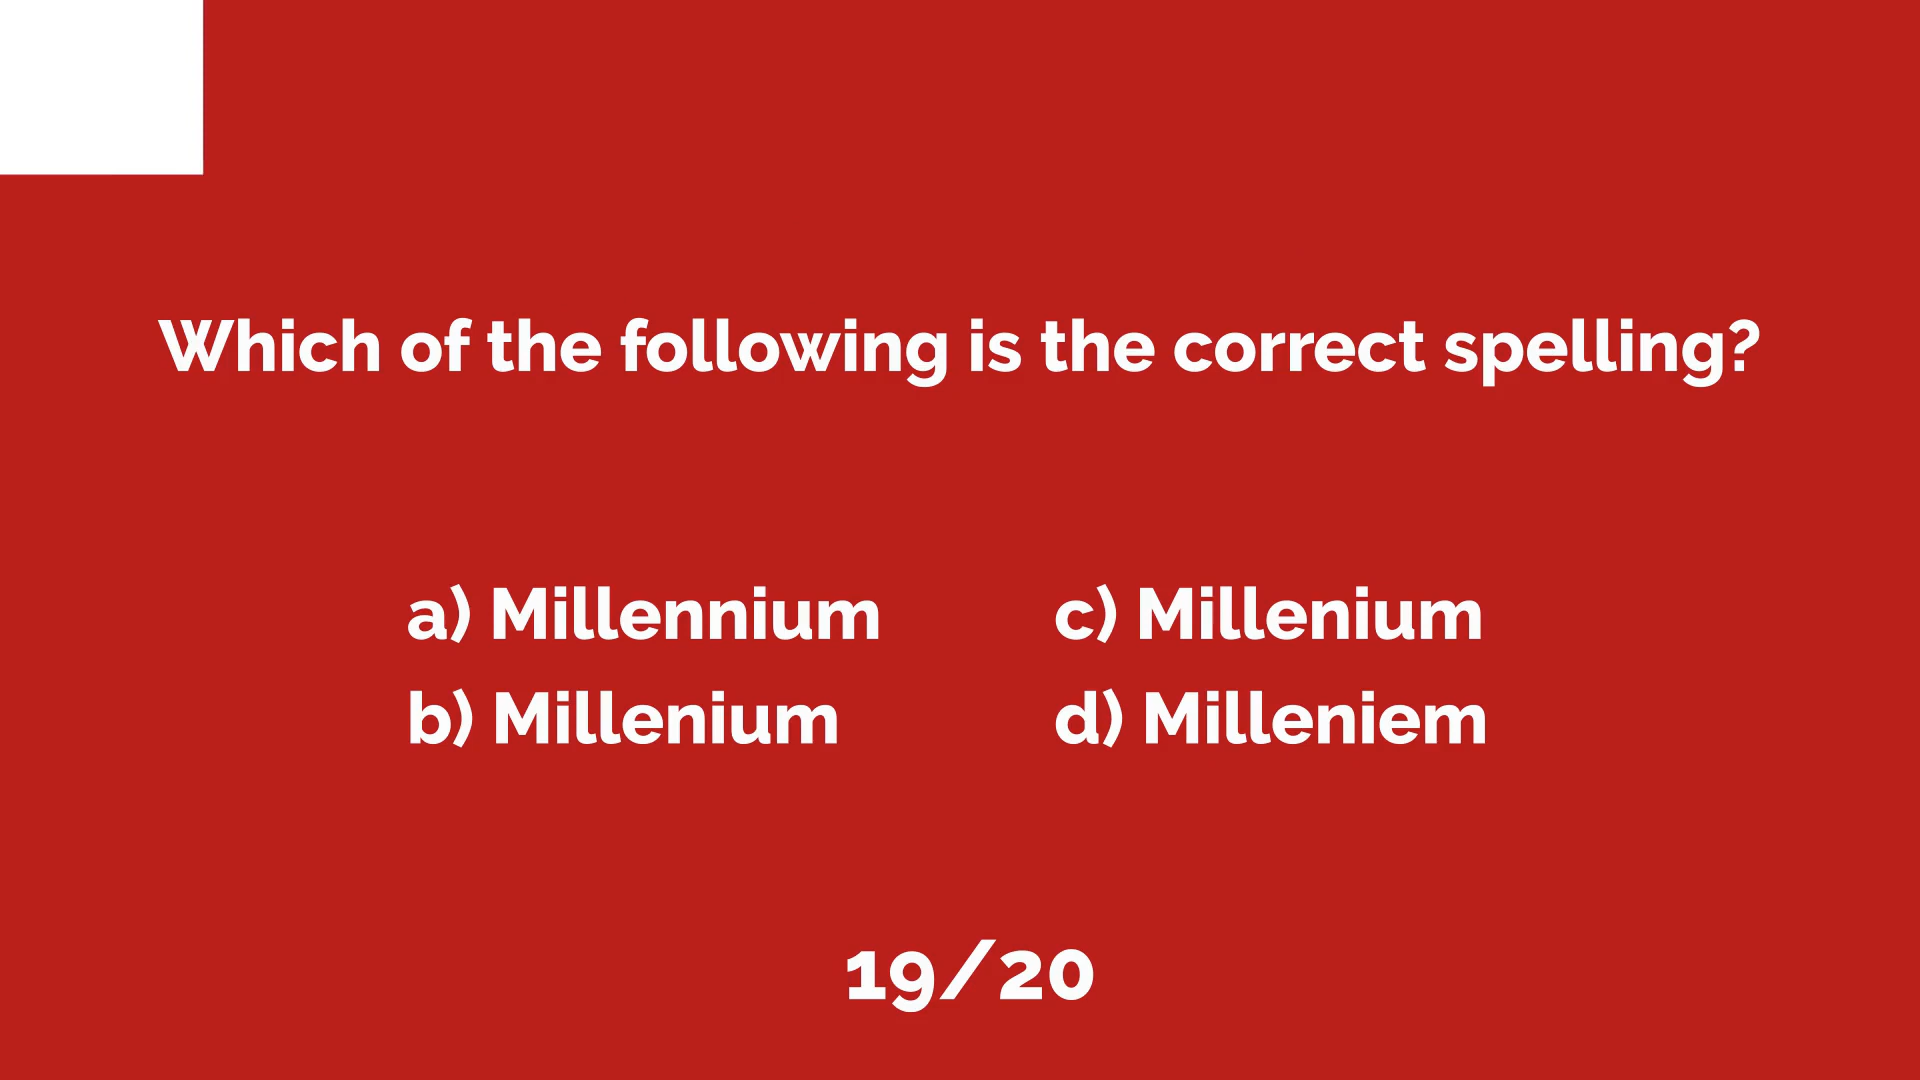 Which of the following is the correct spelling?
a) Millennium
b) Millenium
c) Millenium
d) Milleniem
19/20